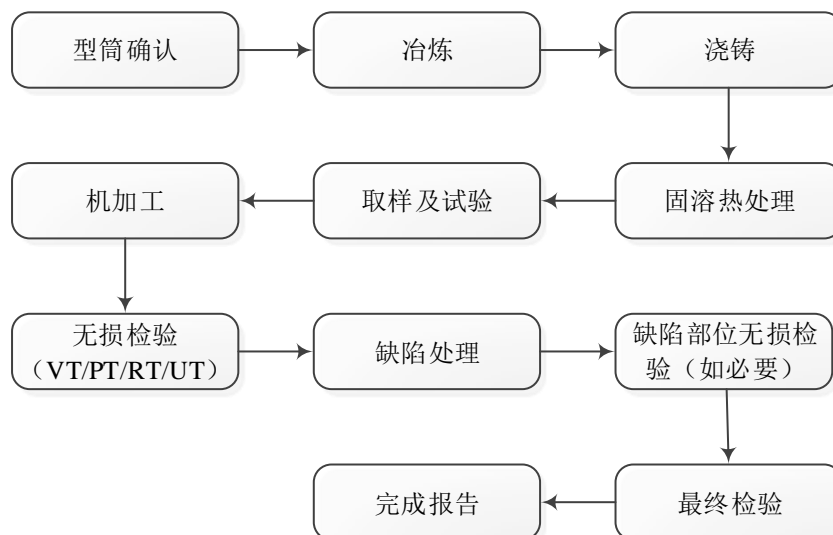 型筒确认
冶炼
浇铸
固溶热处理
取样及试验
机加工
无损检验
（VT/PT/RT/UT）
缺陷处理
缺陷部位无损检
验（如必要）
最终检验
完成报告